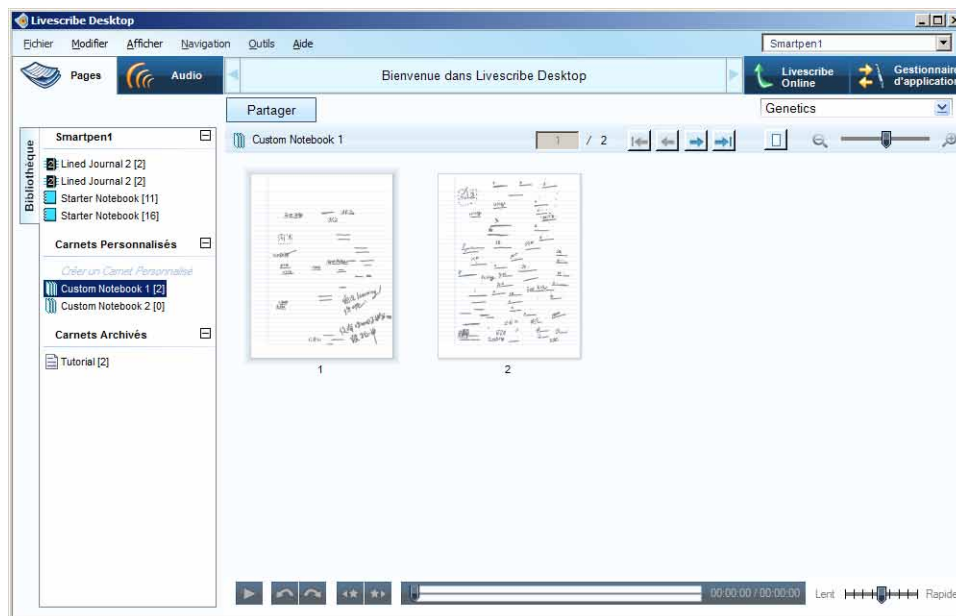 Livescribe Desktop
Fichier Modifier Afficher Navigation Outils Aide
Smartpen1
Pages
Audio
Bienvenue dans Livescribe Desktop
Livescribe Online
Gestionnaire d'application
Partager
Genetics
Bibliothèque
Smartpen1
Lined Journal 2 [2]
Lined Journal 2 [2]
Starter Notebook [11]
Starter Notebook [16]
Carnets Personnalisés
Créer un Carnet Personnalisé
Custom Notebook 1 [2]
Custom Notebook 2 [0]
Carnets Archivés
Tutorial [2]
Custom Notebook 1
1 / 2
1
2
00:00:00 / 00:00:00
Lent
Rapide